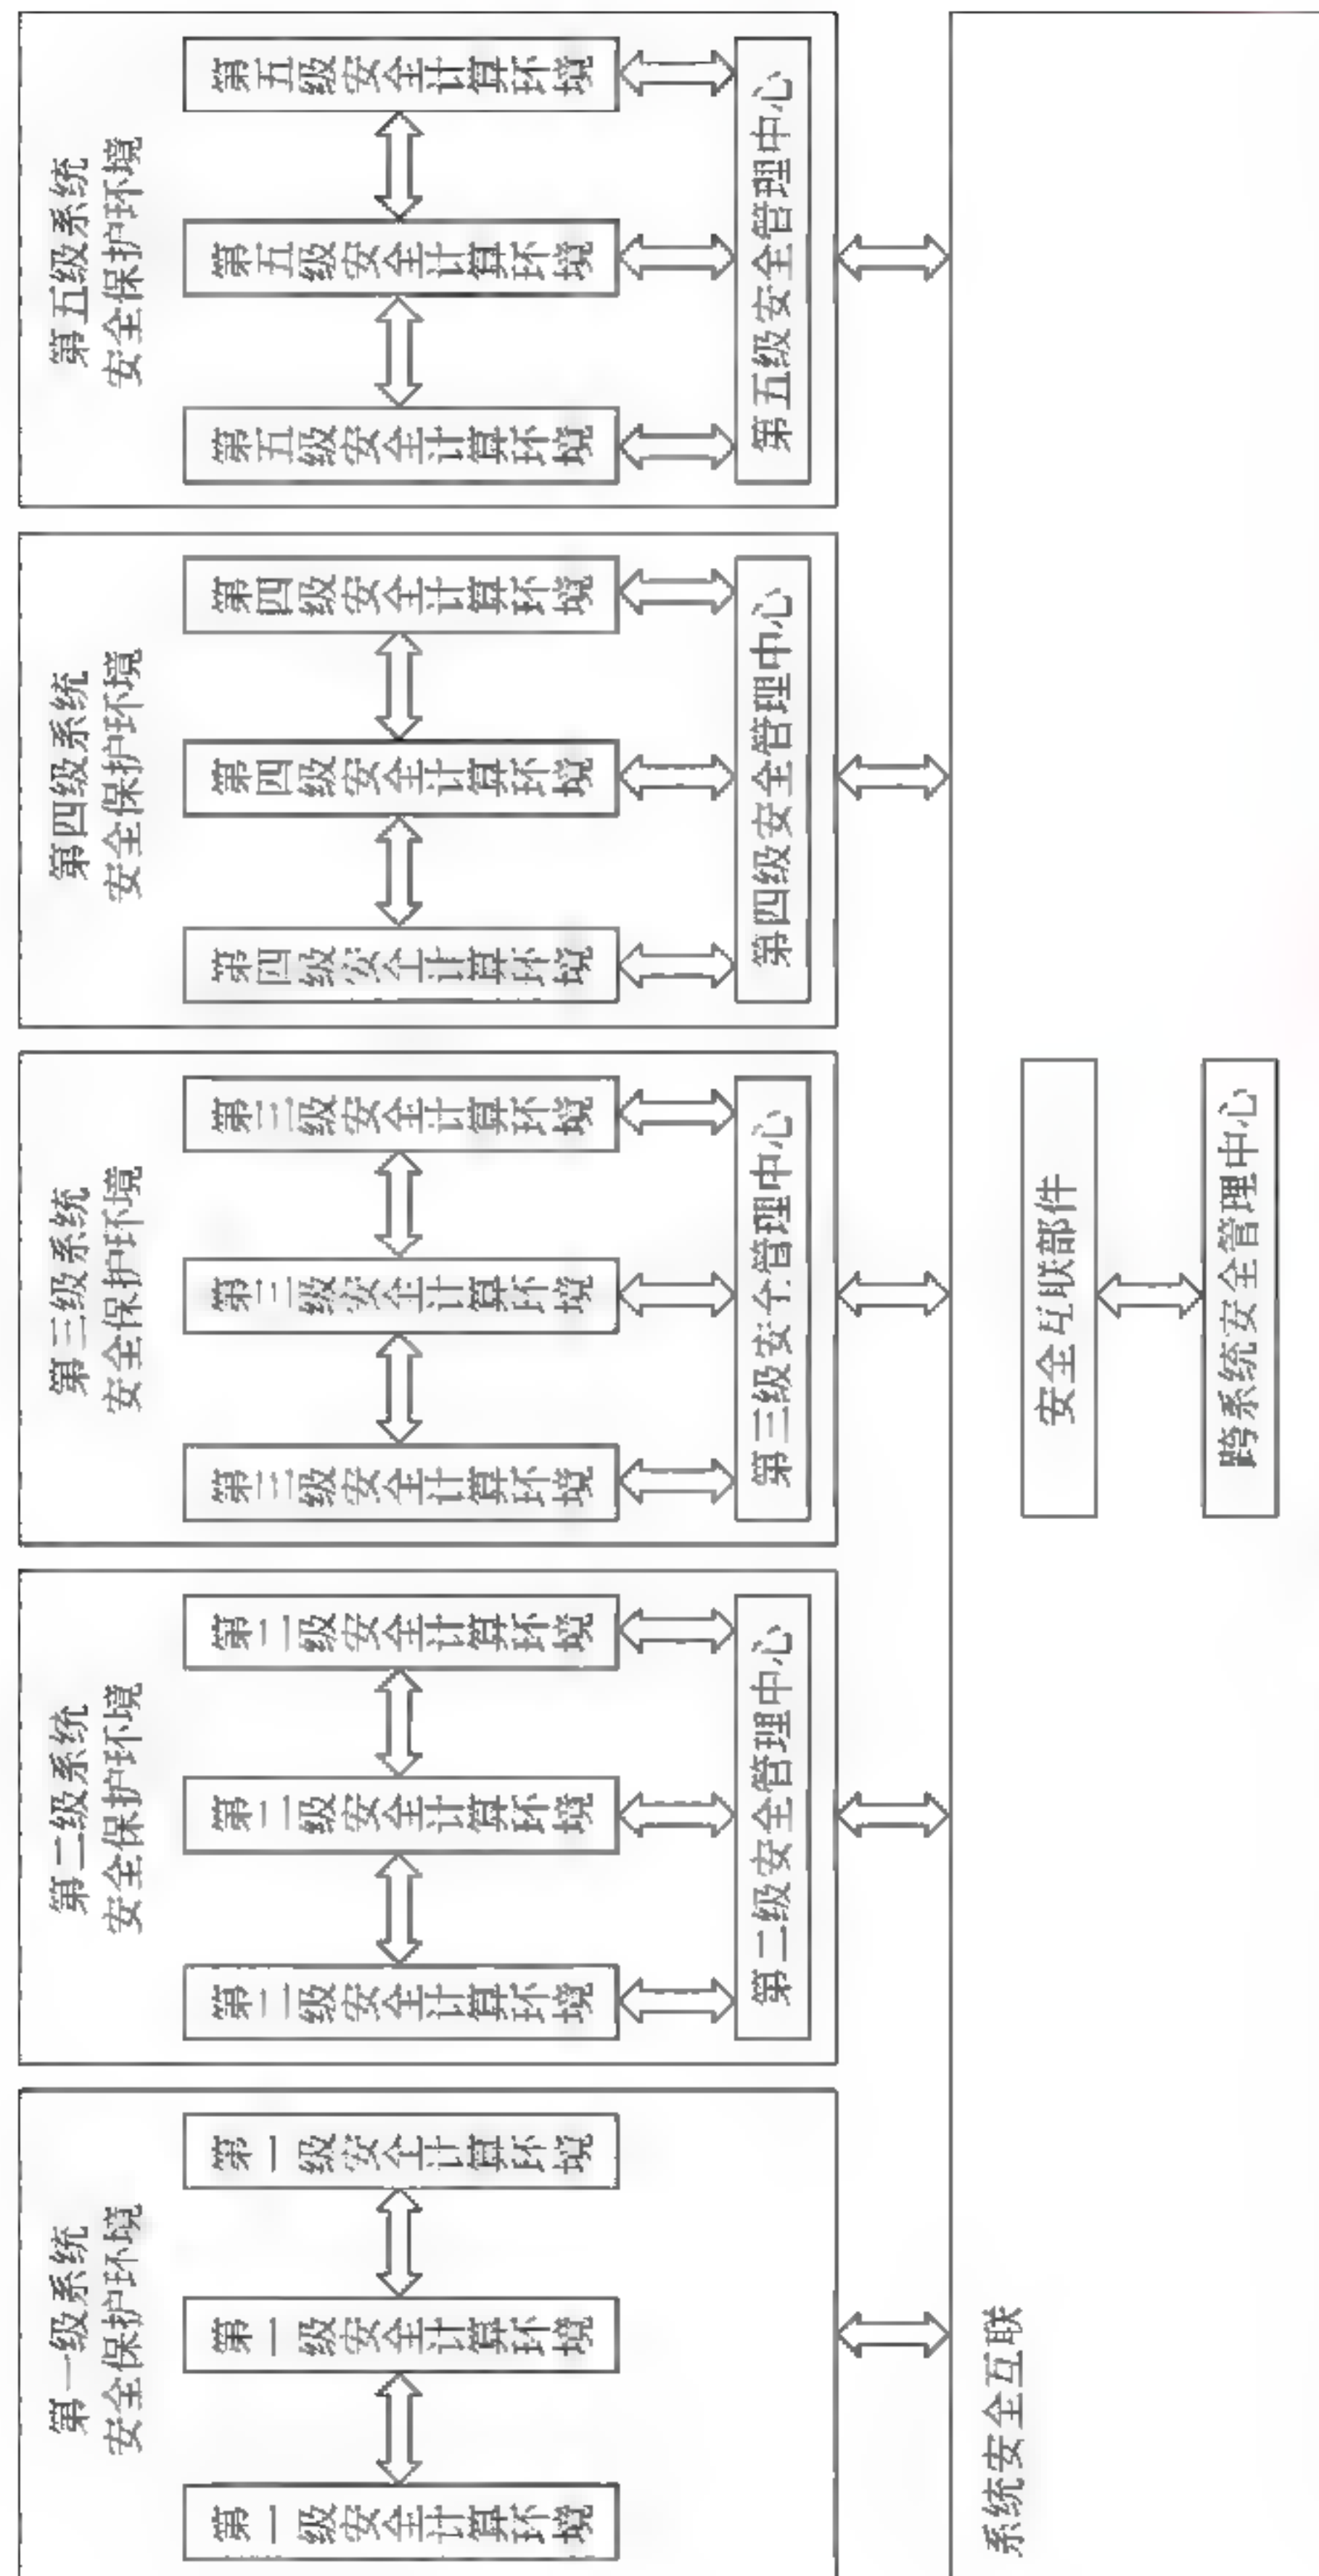 第一级系统
安全保护环境
第一级安全计算环境
第一级安全计算环境
第一级安全计算环境
第二级系统
安全保护环境
第二级安全计算环境
第二级安全计算环境
第二级安全计算环境
第二级安全管理中心
第三级系统
安全保护环境
第三级安全计算环境
第三级安全计算环境
第三级安全计算环境
第三级安全管理中心
第四级系统
安全保护环境
第四级安全计算环境
第四级安全计算环境
第四级安全计算环境
第四级安全管理中心
第五级系统
安全保护环境
第五级安全计算环境
第五级安全计算环境
第五级安全计算环境
第五级安全管理中心
系统安全互联
安全互联部件
跨系统安全管理中心